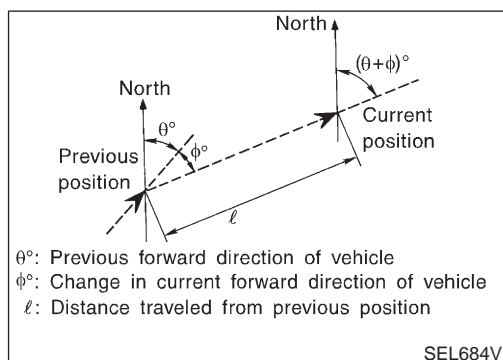 North
(θ+φ)°
North
θ°
φ°
Previous
position
Current
position
ℓ
θ°: Previous forward direction of vehicle
φ°: Change in current forward direction of vehicle
ℓ: Distance traveled from previous position
SEL684V